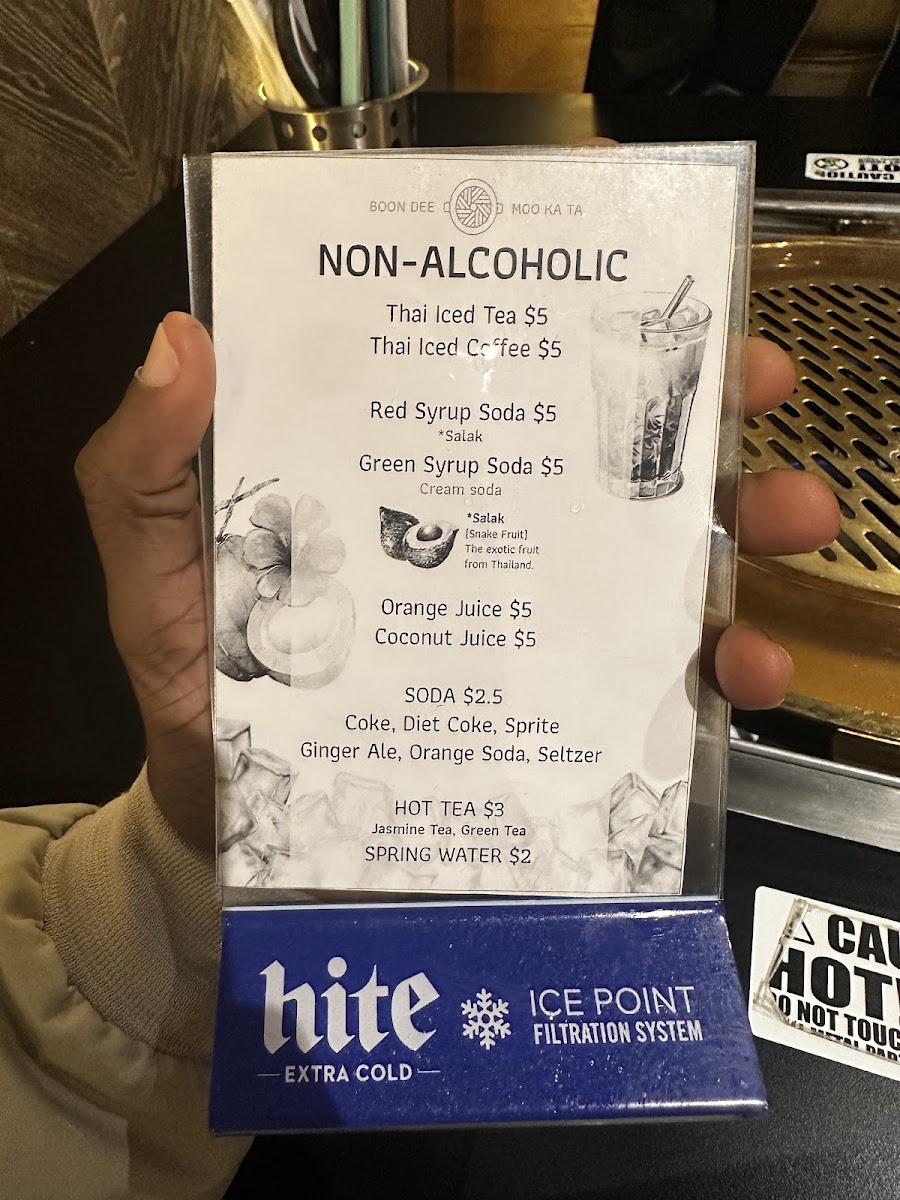 BOON DEE MOO KA TA
NON-ALCOHOLIC
Thai Iced Tea $5
Thai Iced Coffee $5
Red Syrup Soda $5
*Salak
Green Syrup Soda $5
Cream soda
*Salak
[Snake Fruit]
The exotic fruit
from Thailand.
Orange Juice $5
Coconut Juice $5
SODA $2.5
Coke, Diet Coke, Sprite
Ginger Ale, Orange Soda, Seltzer
HOT TEA $3
Jasmine Tea, Green Tea
SPRING WATER $2
hite
EXTRA COLD
ICE POINT
FILTRATION SYSTEM
CAUTION
CAU
HOT
NOT TOUC